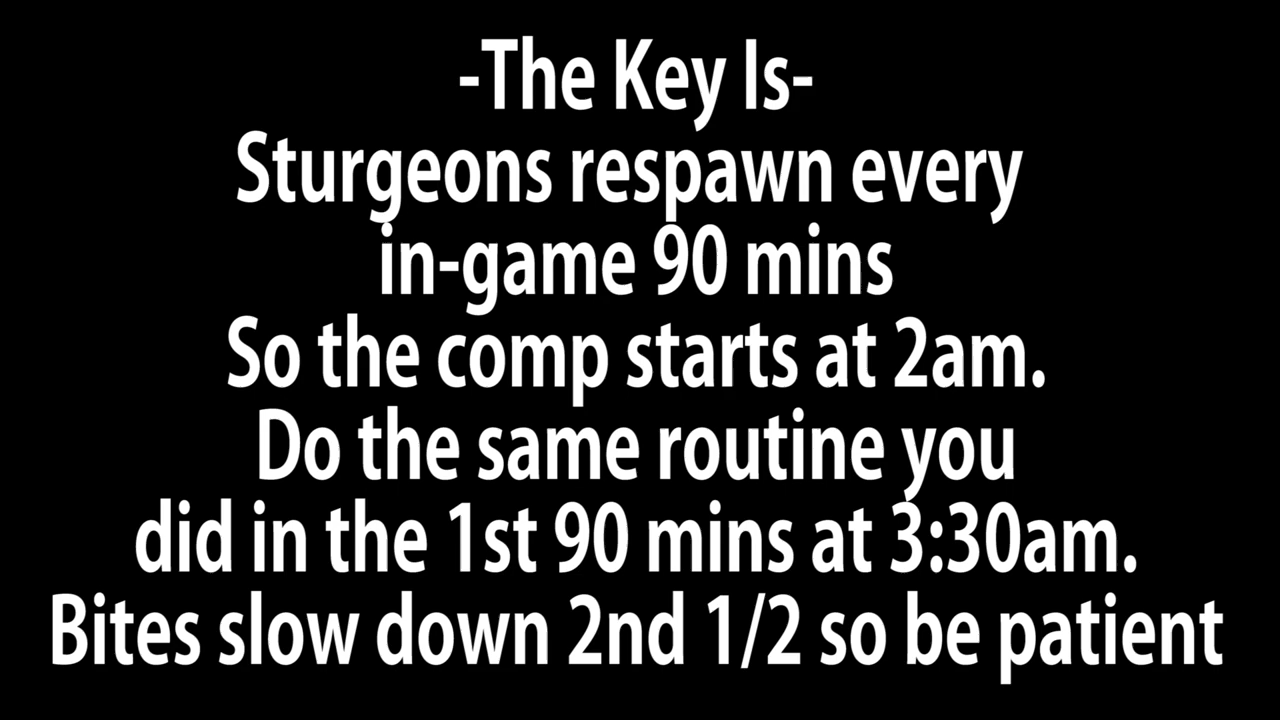 -The Key Is-
Sturgeons respawn every
in-game 90 mins
So the comp starts at 2am.
Do the same routine you
did in the 1st 90 mins at 3:30am.
Bites slow down 2nd 1/2 so be patient